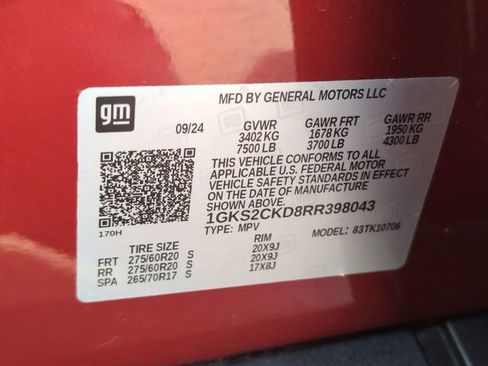 gm
MFD BY GENERAL MOTORS LLC
09/24 GVWR GAWR FRT GAWR RR
3402 KG 1678 KG 1950 KG
7500 LB 3700 LB 4300 LB
THIS VEHICLE CONFORMS TO ALL
APPLICABLE U.S. FEDERAL MOTOR
VEHICLE SAFETY STANDARDS IN EFFECT
ON THE DATE OF MANUFACTURE
SHOWN ABOVE.
1GKS2CKD8RR398043
170H
TYPE: MPV MODEL: 83TK10706
TIRE SIZE RIM
FRT 275/60R20 S 20X9J
RR 275/60R20 S 20X9J
SPA 265/70R17 S 17X8J